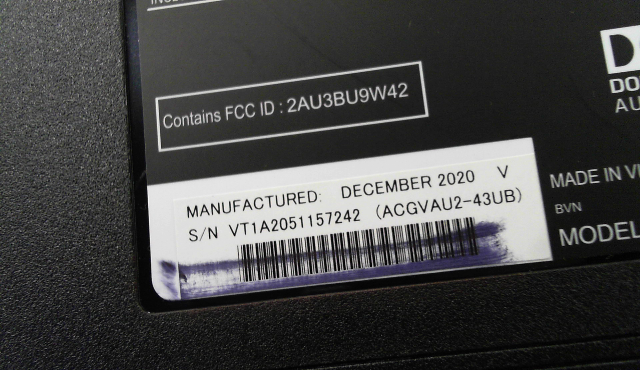 Contains FCC ID : 2AU3BU9W42
MANUFACTURED: DECEMBER 2020 V
S/N VT1A2051157242 (ACGVAU2-43UB)
MADE IN
BVN
MODEL